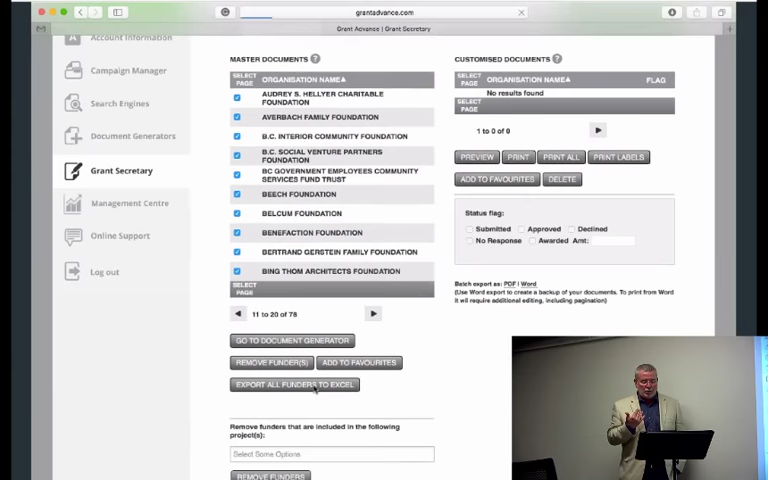 grantadvance.com
Grant Advance | Grant Secretary
Account Information
Campaign Manager
Search Engines
Document Generators
Grant Secretary
Management Centre
Online Support
Log out
MASTER DOCUMENTS ?
SELECT PAGE ORGANISATION NAME
AUDREY S. HELLYER CHARITABLE
FOUNDATION
AVERBACH FAMILY FOUNDATION
B.C. INTERIOR COMMUNITY FOUNDATION
B.C. SOCIAL VENTURE PARTNERS
FOUNDATION
BC GOVERNMENT EMPLOYEES COMMUNITY
SERVICES FUND TRUST
BEECH FOUNDATION
BELCUM FOUNDATION
BENEFACTION FOUNDATION
BERTRAND GERSTEIN FAMILY FOUNDATION
BING THOM ARCHITECTS FOUNDATION
SELECT
PAGE
11 to 20 of 76
GO TO DOCUMENT GENERATOR
REMOVE FUNDER(S) ADD TO FAVOURITES
EXPORT ALL FUNDERS TO EXCEL
Remove funders that are included in the following
project(s):
Select Some Options
REMOVE FUNDERS
CUSTOMISED DOCUMENTS ?
SELECT PAGE ORGANISATION NAME FLAG
No results found
SELECT
PAGE
1 to 0 of 0
PREVIEW PRINT PRINT ALL PRINT LABELS
ADD TO FAVOURITES DELETE
Status flag:
Submitted Approved Declined
No Response Awarded Amt:
Batch export as: PDF | Word
(Use Word export to create a backup of your documents. To print from Word
it will require additional editing, including pagination)